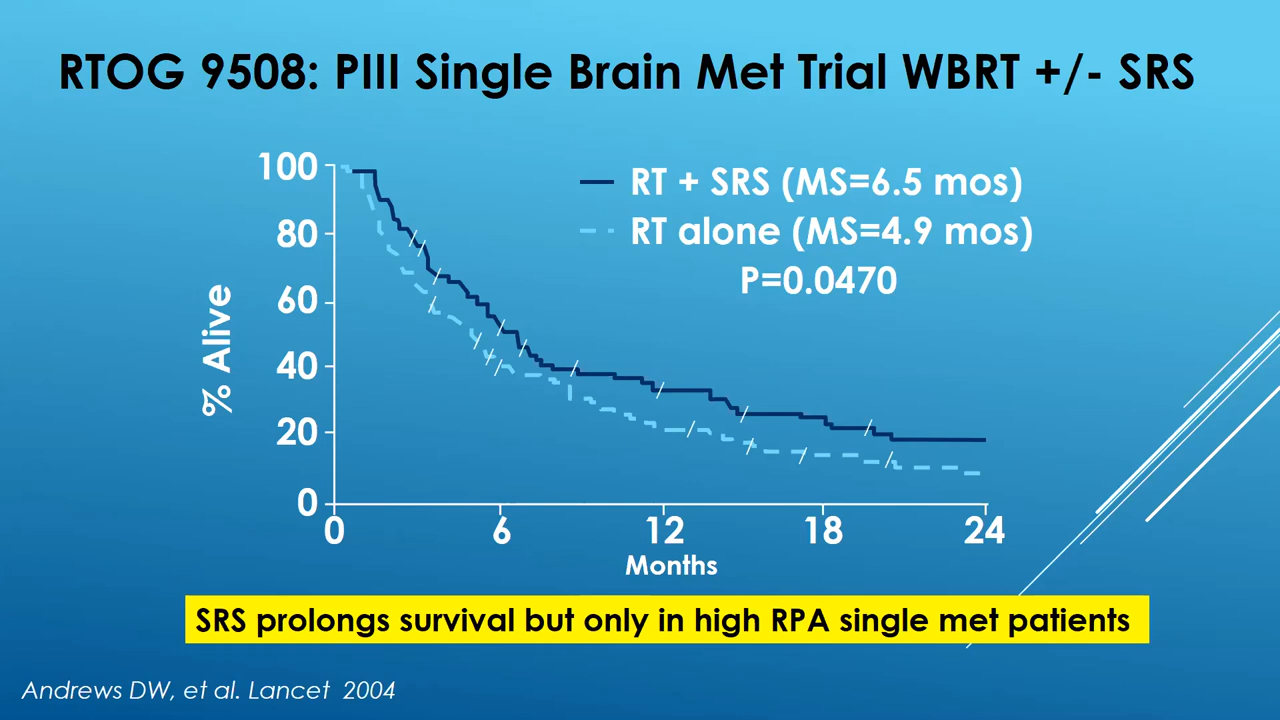 RTOG 9508: PIII Single Brain Met Trial WBRT +/- SRS
RT + SRS (MS=6.5 mos)
RT alone (MS=4.9 mos)
P=0.0470
% Alive
100
80
60
40
20
0
0 6 12 18 24
Months
SRS prolongs survival but only in high RPA single met patients
Andrews DW, et al. Lancet 2004